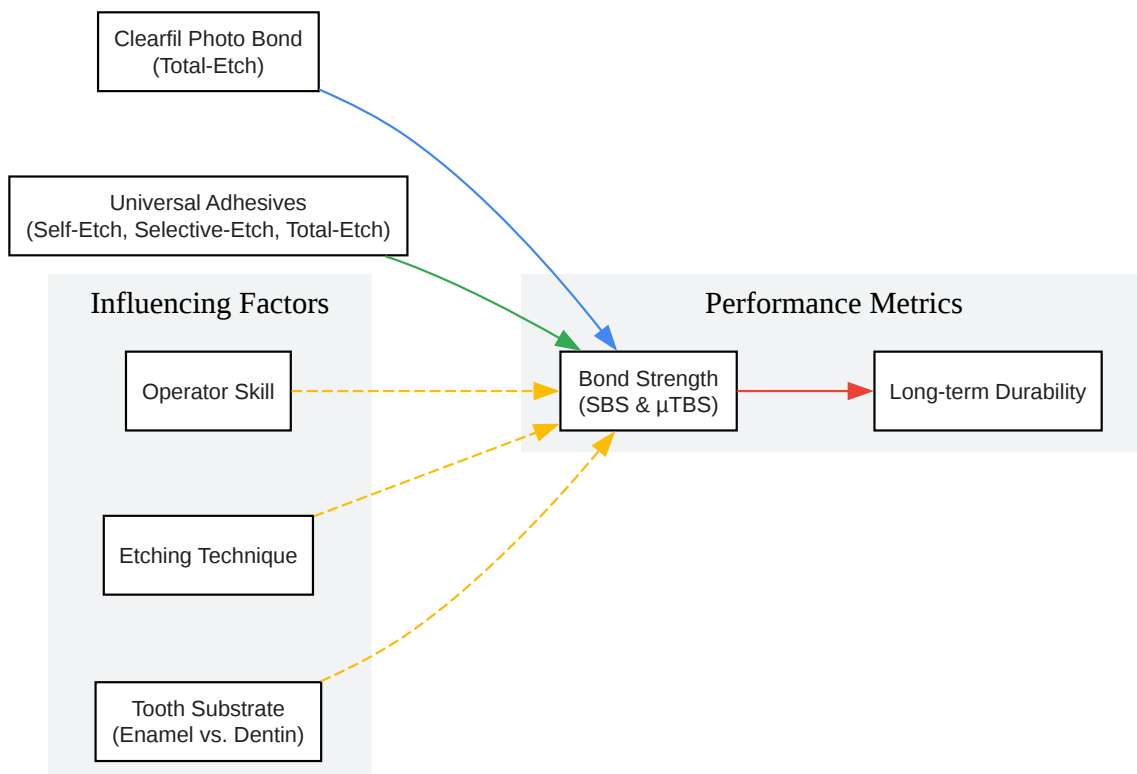 Clearfil Photo Bond
(Total-Etch)
Universal Adhesives
(Self-Etch, Selective-Etch, Total-Etch)
Influencing Factors
Performance Metrics
Operator Skill
Bond Strength
(SBS & µTBS)
Long-term Durability
Etching Technique
Tooth Substrate
(Enamel vs. Dentin)